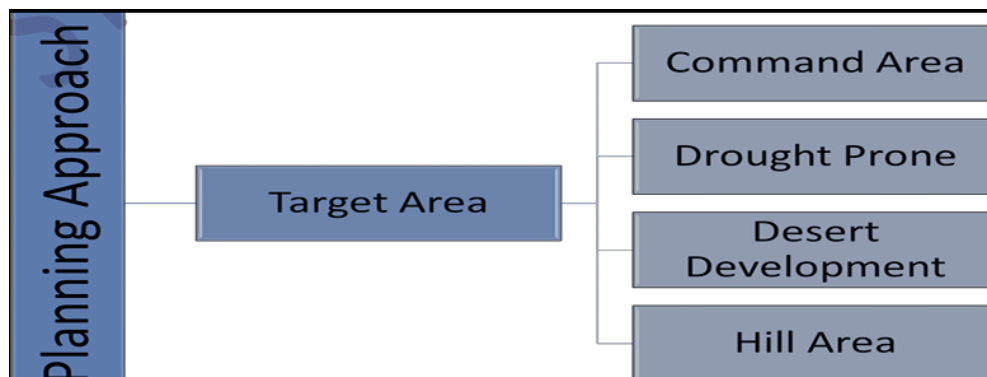 Planning Approach
Target Area
Command Area
Drought Prone
Desert
Development
Hill Area